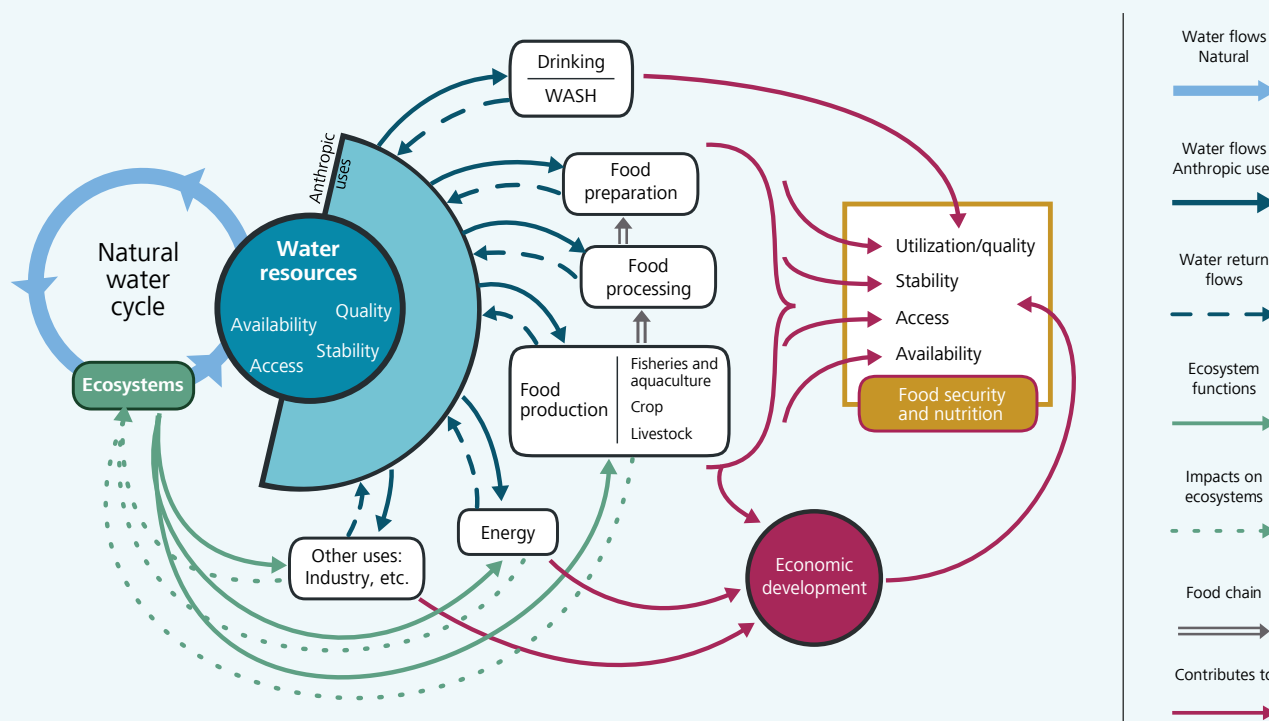 Drinking
WASH
Anthropic
uses
Food
preparation
Natural
water
cycle
Water
resources
Quality
Availability
Stability
Access
Food
processing
Ecosystems
Food
production
Fisheries and
aquaculture
Crop
Livestock
Energy
Other uses:
Industry, etc.
Utilization/quality
Stability
Access
Availability
Food security
and nutrition
Economic
development
Water flows
Natural
Water flows
Anthropic use
Water return
flows
Ecosystem
functions
Impacts on
ecosystems
Food chain
Contributes to